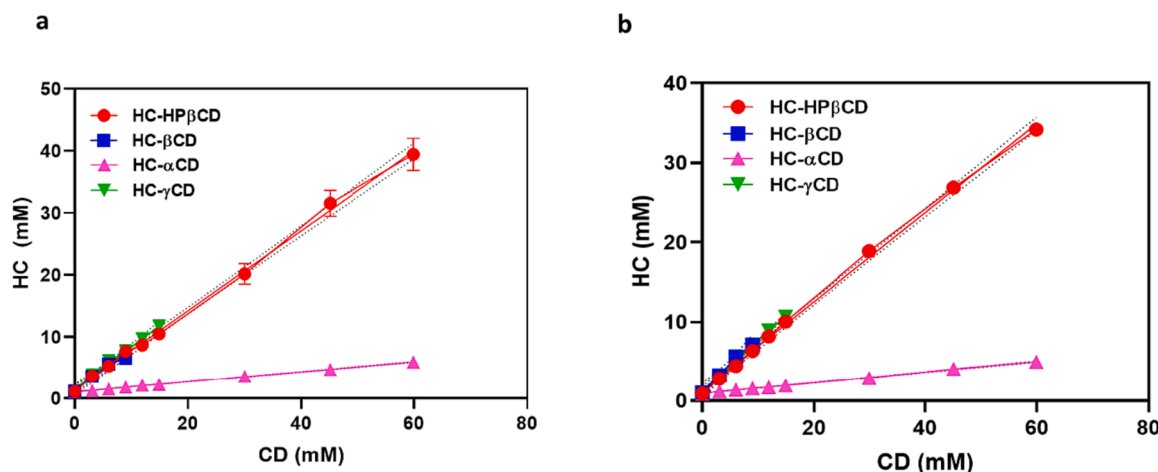 a
HC (mM)
50
40
30
20
10
0
HC-HPβCD
HC-βCD
HC-αCD
HC-γCD
0 20 40 60 80
CD (mM)
b
HC (mM)
40
30
20
10
0
HC-HPβCD
HC-βCD
HC-αCD
HC-γCD
0 20 40 60 80
CD (mM)